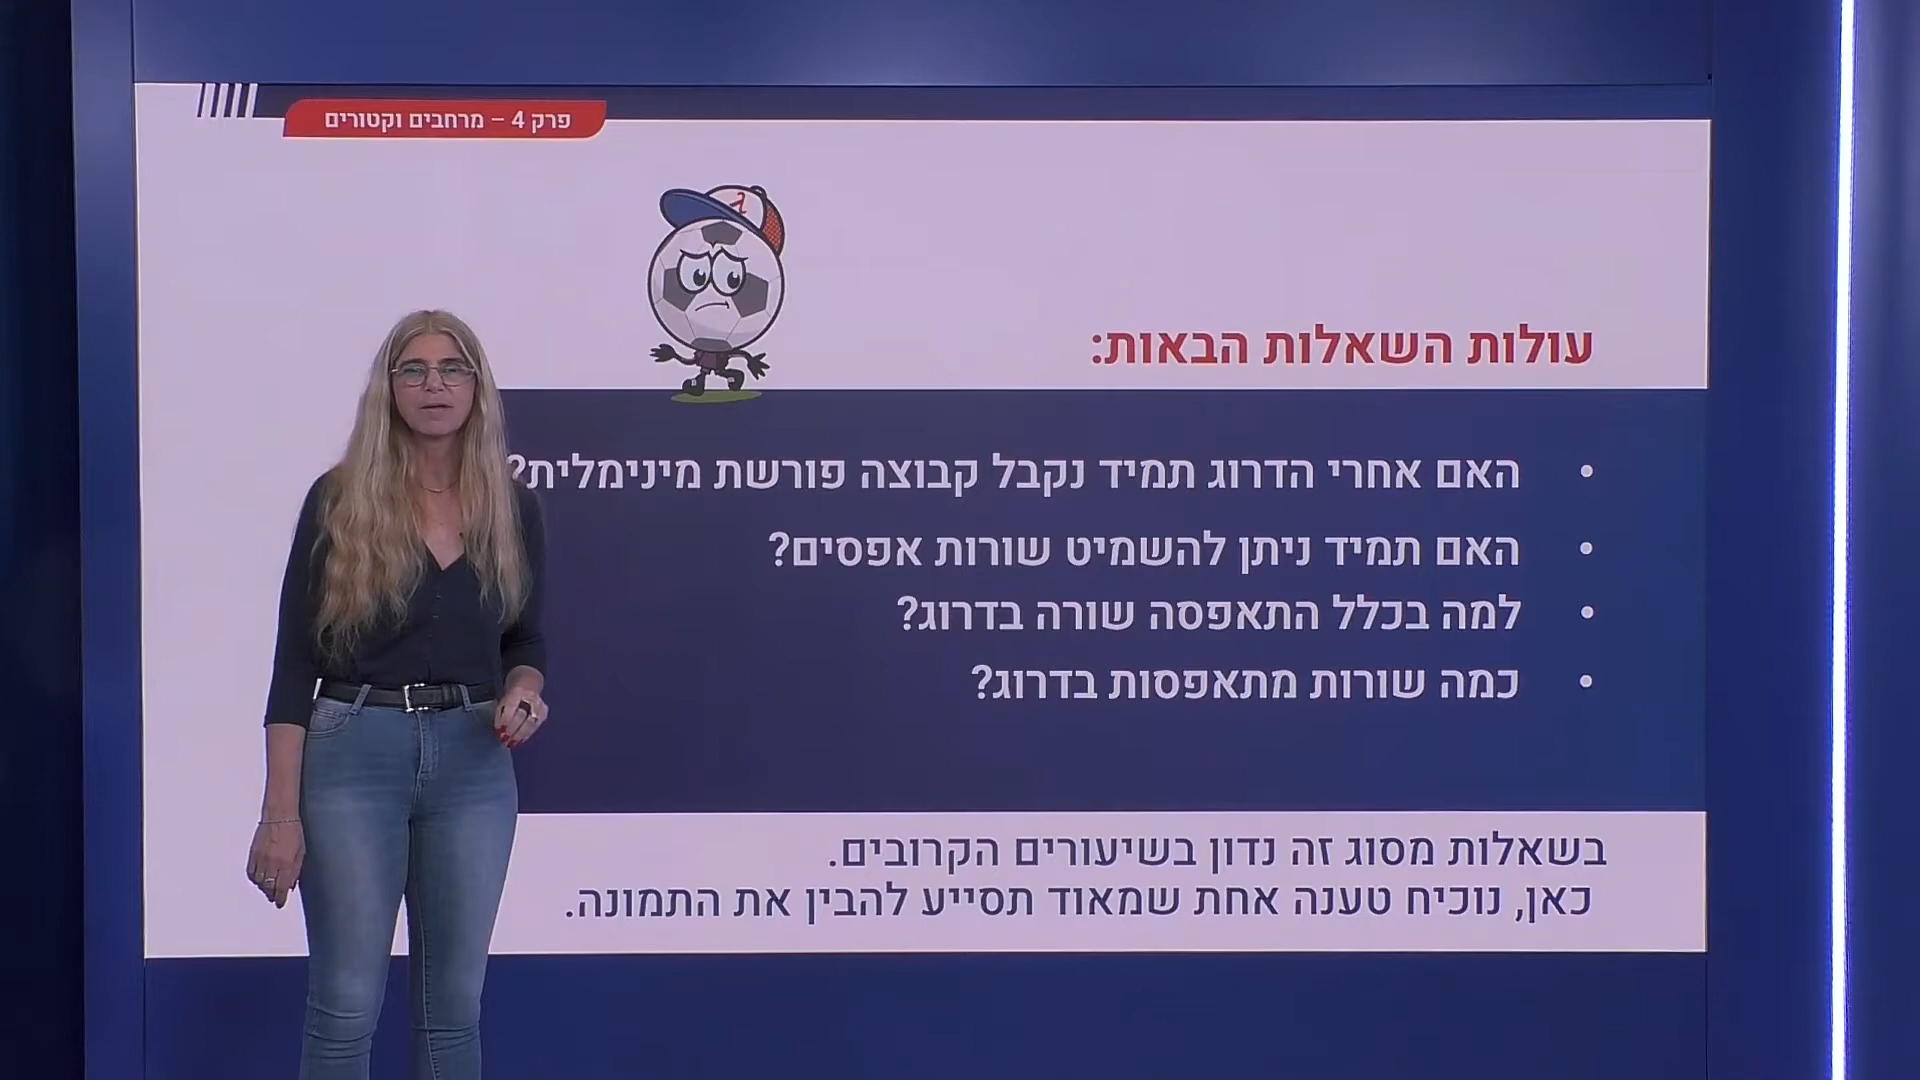 פרק 4 – מרחבים וקטורים
עולות השאלות הבאות:
• האם אחרי הדרוג תמיד נקבל קבוצה פורשת מינימלית?
• האם תמיד ניתן להשמיט שורות אפסים?
• למה בכלל התאפסה שורה בדרוג?
• כמה שורות מתאפסות בדרוג?
בשאלות מסוג זה נדון בשיעורים הקרובים.
כאן, נוכיח טענה אחת שמאוד תסייע להבין את התמונה.